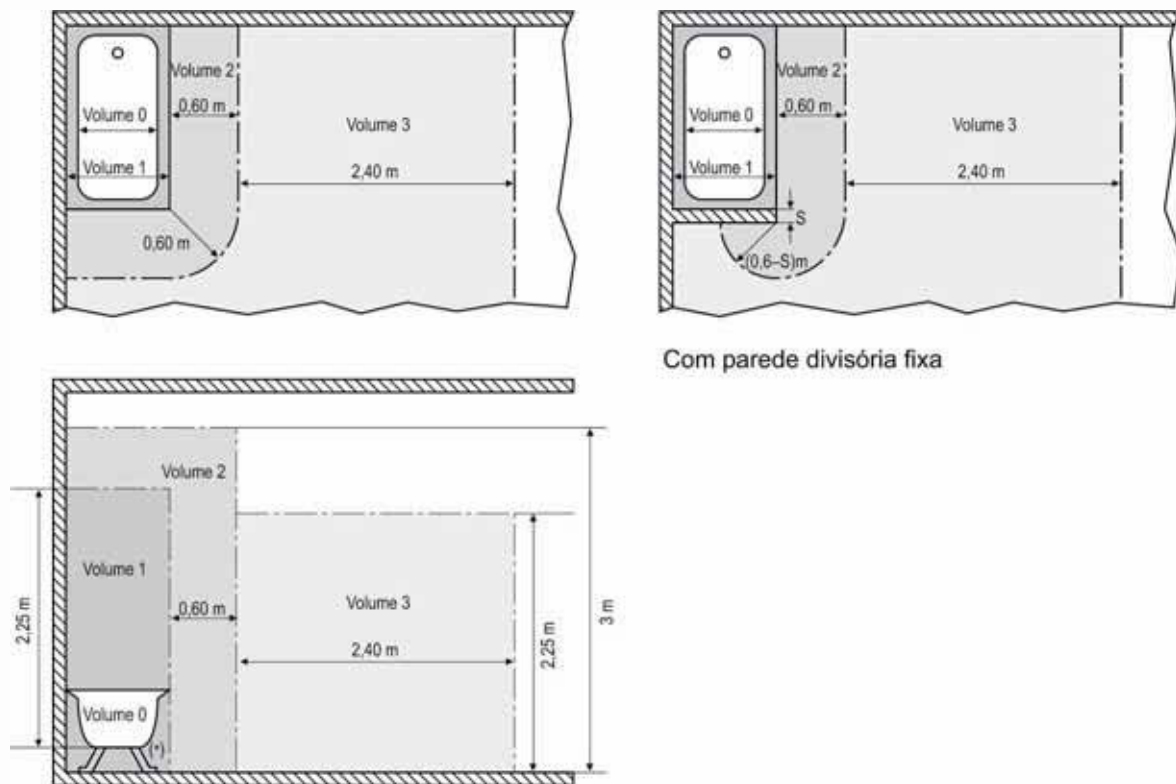 Volume 2
0,60 m
Volume 0
Volume 1
Volume 3
2,40 m
0,60 m
Volume 2
0,60 m
Volume 0
Volume 1
Volume 3
2,40 m
S
(0,6–S)m
Com parede divisória fixa
Volume 2
Volume 1
2,25 m
0,60 m
Volume 3
2,40 m
2,25 m
3 m
Volume 0
(*)